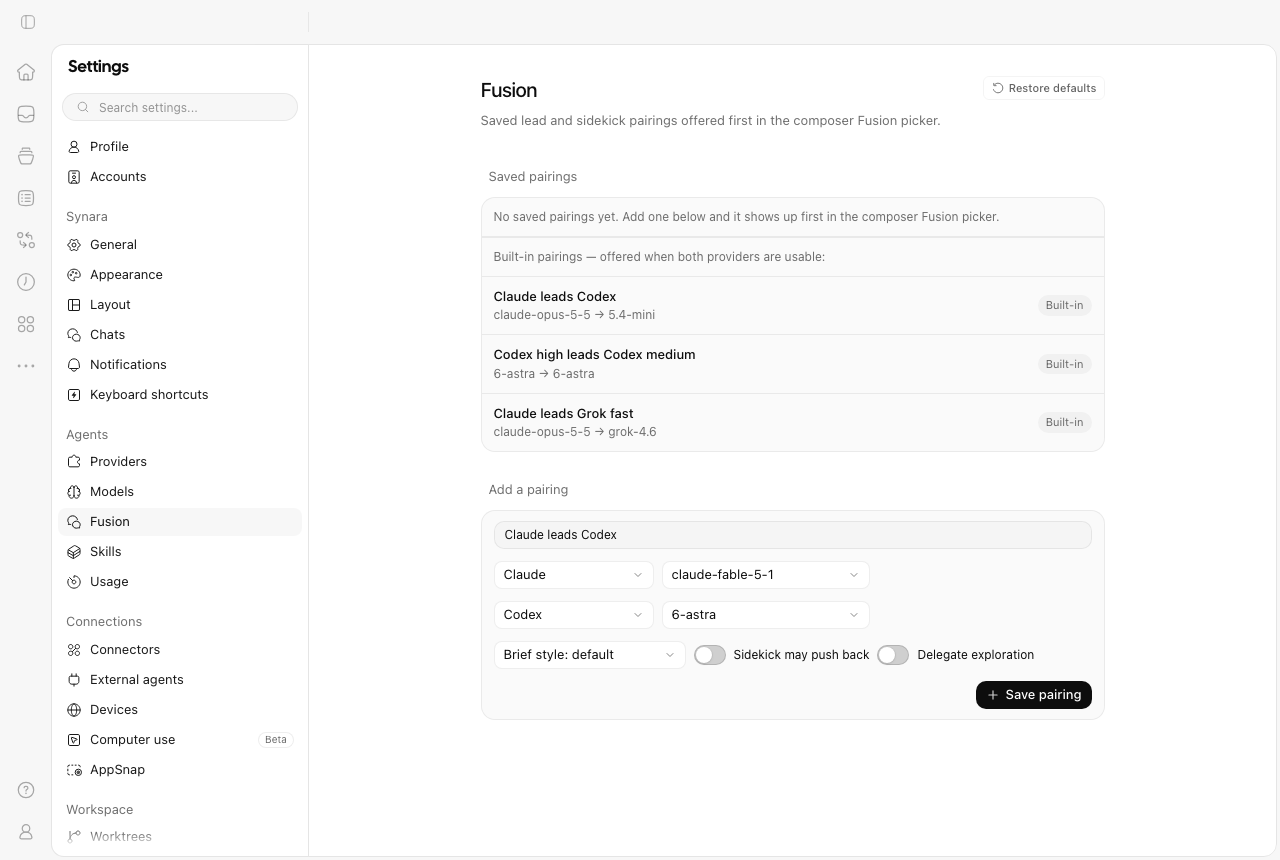 Settings
Search settings...
Profile
Accounts
Synara
General
Appearance
Layout
Chats
Notifications
Keyboard shortcuts
Agents
Providers
Models
Fusion
Skills
Usage
Connections
Connectors
External agents
Devices
Computer use
Beta
AppSnap
Workspace
Worktrees
Fusion
Restore defaults
Saved lead and sidekick pairings offered first in the composer Fusion picker.
Saved pairings
No saved pairings yet. Add one below and it shows up first in the composer Fusion picker.
Built-in pairings — offered when both providers are usable:
Claude leads Codex
claude-opus-5-5 → 5.4-mini
Built-in
Codex high leads Codex medium
6-astra → 6-astra
Built-in
Claude leads Grok fast
claude-opus-5-5 → grok-4.6
Built-in
Add a pairing
Claude leads Codex
Claude
claude-fable-5-1
Codex
6-astra
Brief style: default
Sidekick may push back
Delegate exploration
Save pairing